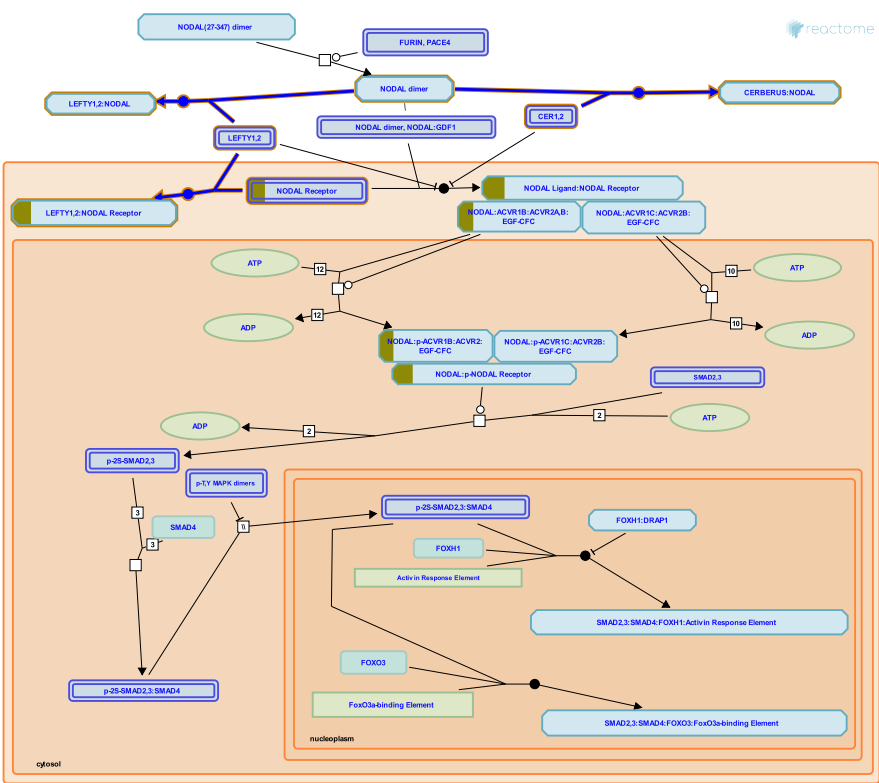 NODAL(27-347) dimer
reactome
FURIN, PACE4
NODAL dimer
LEFTY1,2:NODAL
CERBERUS:NODAL
CER1,2
NODAL dimer, NODAL:GDF1
LEFTY1,2
NODAL Receptor
NODAL Ligand:NODAL Receptor
LEFTY1,2:NODAL Receptor
NODAL:ACVR1B:ACVR2A,B:
EGF-CFC
NODAL:ACVR1C:ACVR2B:
EGF-CFC
ATP
12
10
ATP
ADP
12
10
ADP
NODAL:p-ACVR1B:ACVR2:
EGF-CFC
NODAL:p-ACVR1C:ACVR2B:
EGF-CFC
NODAL:p-NODAL Receptor
SMAD2,3
ADP
2
2
ATP
p-2S-SMAD2,3
p-T,Y MAPK dimers
3
SMAD4
3
\\
p-2S-SMAD2,3:SMAD4
FOXH1:DRAP1
FOXH1
Activin Response Element
SMAD2,3:SMAD4:FOXH1:Activin Response Element
FOXO3
p-2S-SMAD2,3:SMAD4
FoxO3a-binding Element
SMAD2,3:SMAD4:FOXO3:FoxO3a-binding Element
nucleoplasm
cytosol